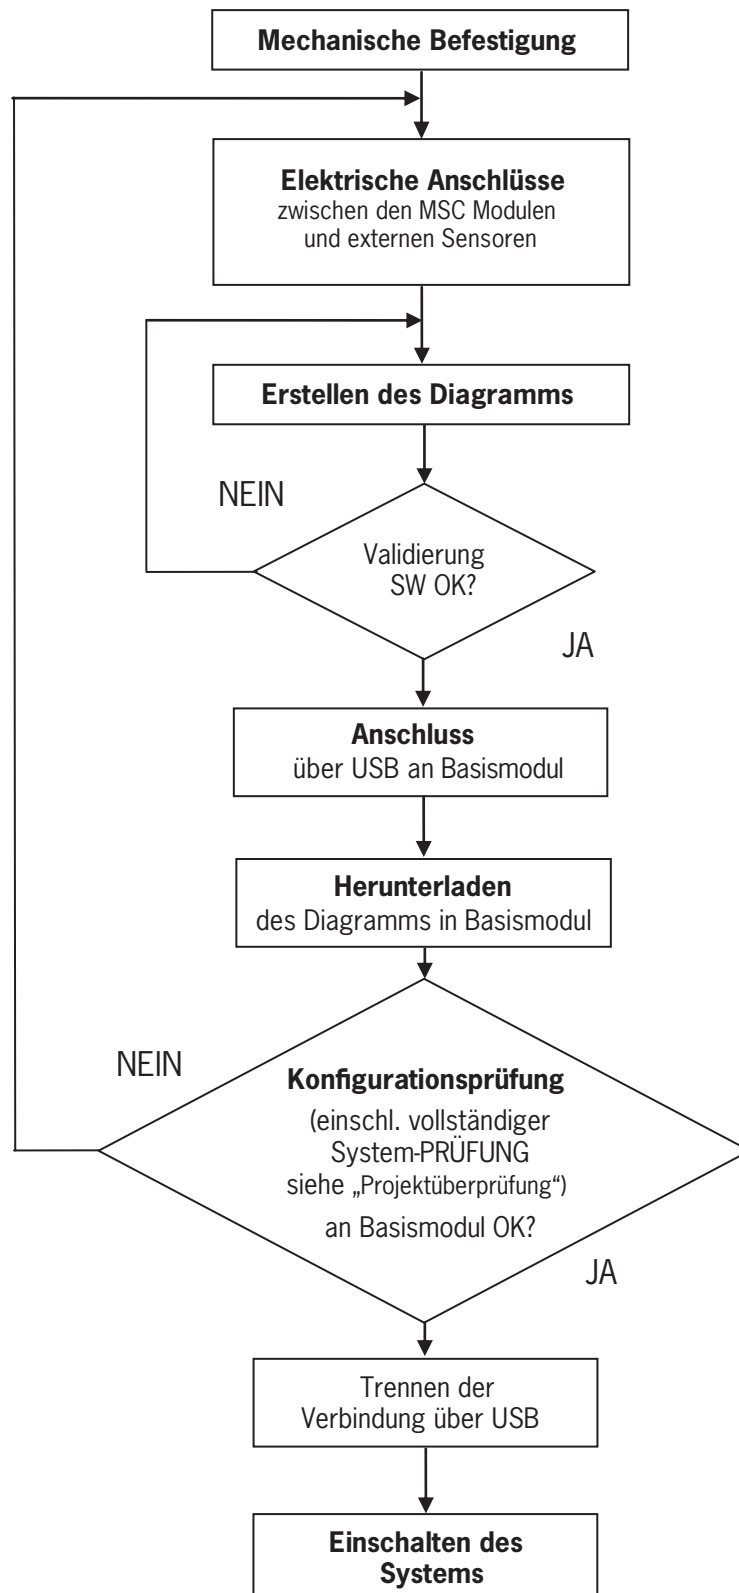 Mechanische Befestigung
Elektrische Anschlüsse
zwischen den MSC Modulen
und externen Sensoren
Erstellen des Diagramms
NEIN
Validierung
SW OK?
JA
Anschluss
über USB an Basismodul
Herunterladen
des Diagramms in Basismodul
NEIN
Konfigurationsprüfung
(einschl. vollständiger
System-PRÜFUNG
siehe „Projektüberprüfung“)
an Basismodul OK?
JA
Trennen der
Verbindung über USB
Einschalten des
Systems